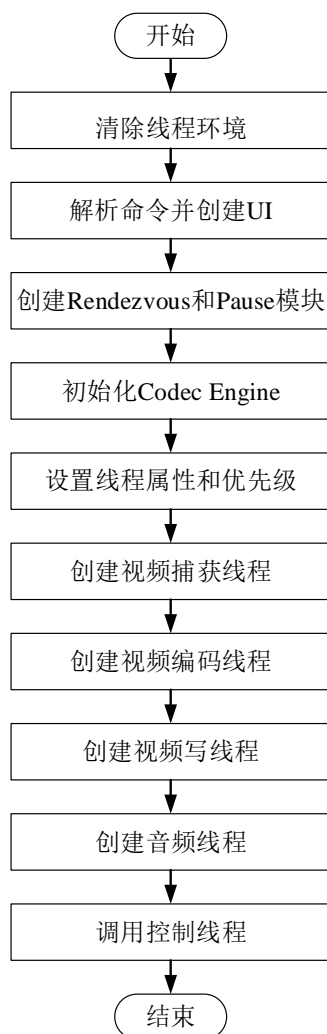 开始
清除线程环境
解析命令并创建UI
创建Rendezvous和Pause模块
初始化Codec Engine
设置线程属性和优先级
创建视频捕获线程
创建视频编码线程
创建视频写线程
创建音频线程
调用控制线程
结束